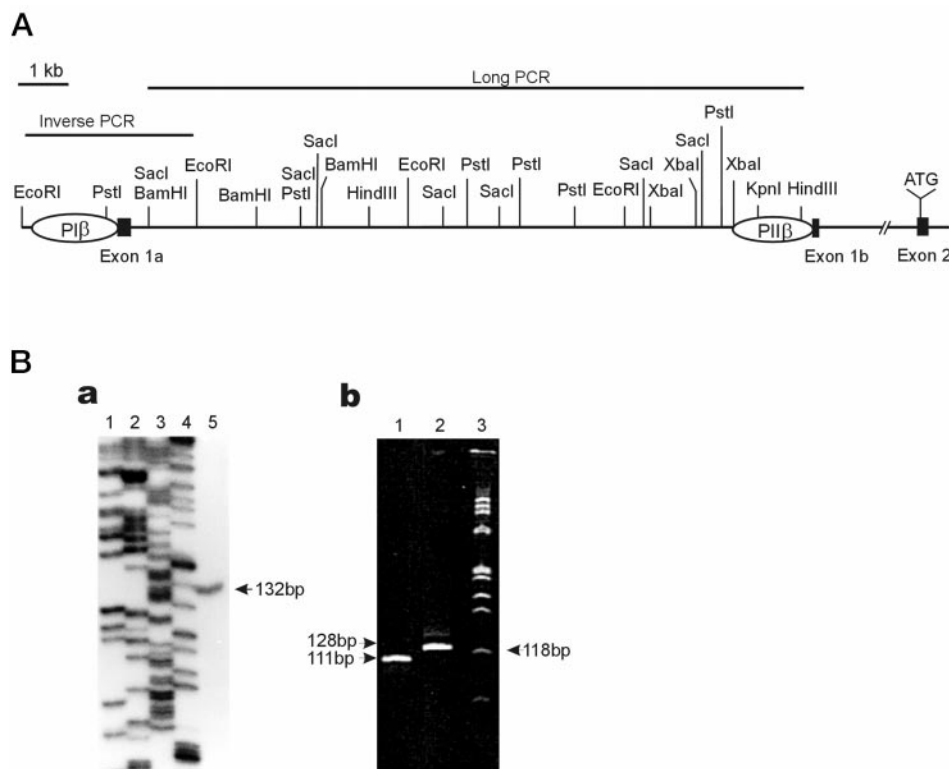 A
1 kb
Long PCR
Inverse PCR
PstI
SacI
SacI
EcoRI
PstI
SacI
BamHI
EcoRI
BamHI
SacI
PstI
BamHI
HindIII
EcoRI
SacI
PstI
SacI
PstI
PstI
EcoRI
SacI
XbaI
XbaI
XbaI
KpnI
HindIII
ATG
PIβ
Exon 1a
PIIβ
Exon 1b
Exon 2
B
a
1 2 3 4 5
132bp
b
1 2 3
128bp
111bp
118bp